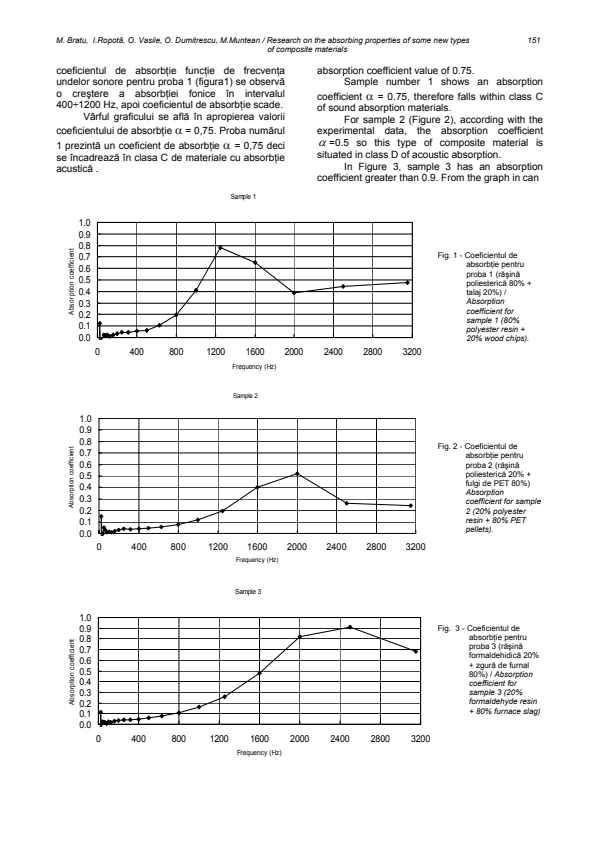 M. Bratu, I.Ropotă, O. Vasile, O. Dumitrescu, M.Muntean / Research on the absorbing properties of some new types
of composite materials
151
coeficientul de absorbţie funcţie de frecvenţa
undelor sonore pentru proba 1 (figura1) se observă
o creştere a absorbţiei fonice în intervalul
400÷1200 Hz, apoi coeficientul de absorbţie scade.
Vârful graficului se află în apropierea valorii
coeficientului de absorbţie α = 0,75. Proba numărul
1 prezintă un coeficient de absorbţie α = 0,75 deci
se încadrează în clasa C de materiale cu absorbţie
acustică .
absorption coefficient value of 0.75.
Sample number 1 shows an absorption
coefficient α = 0.75, therefore falls within class C
of sound absorption materials.
For sample 2 (Figure 2), according with the
experimental data, the absorption coefficient
α =0.5 so this type of composite material is
situated in class D of acoustic absorption.
In Figure 3, sample 3 has an absorption
coefficient greater than 0.9. From the graph in can
Sample 1
Absorption coefficient
1.0
0.9
0.8
0.7
0.6
0.5
0.4
0.3
0.2
0.1
0.0
0 400 800 1200 1600 2000 2400 2800 3200
Frequency (Hz)
Fig. 1 - Coeficientul de
absorbţie pentru
proba 1 (răşină
poliesterică 80% +
talaj 20%) /
Absorption
coefficient for
sample 1 (80%
polyester resin +
20% wood chips).
Sample 2
Absorption coefficient
1.0
0.9
0.8
0.7
0.6
0.5
0.4
0.3
0.2
0.1
0.0
0 400 800 1200 1600 2000 2400 2800 3200
Frequency (Hz)
Fig. 2 - Coeficientul de
absorbţie pentru
proba 2 (răşină
poliesterică 20% +
fulgi de PET 80%)
Absorption
coefficient for sample
2 (20% polyester
resin + 80% PET
pellets).
Sample 3
Absorption coefficient
1.0
0.9
0.8
0.7
0.6
0.5
0.4
0.3
0.2
0.1
0.0
0 400 800 1200 1600 2000 2400 2800 3200
Frequency (Hz)
Fig. 3 - Coeficientul de
absorbţie pentru
proba 3 (răşină
formaldehidică 20%
+ zgură de furnal
80%) / Absorption
coefficient for
sample 3 (20%
formaldehyde resin
+ 80% furnace slag)